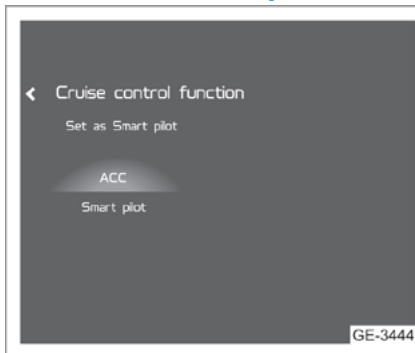 Cruise control function
Set as Smart pilot
ACC
Smart pilot
GE-3444